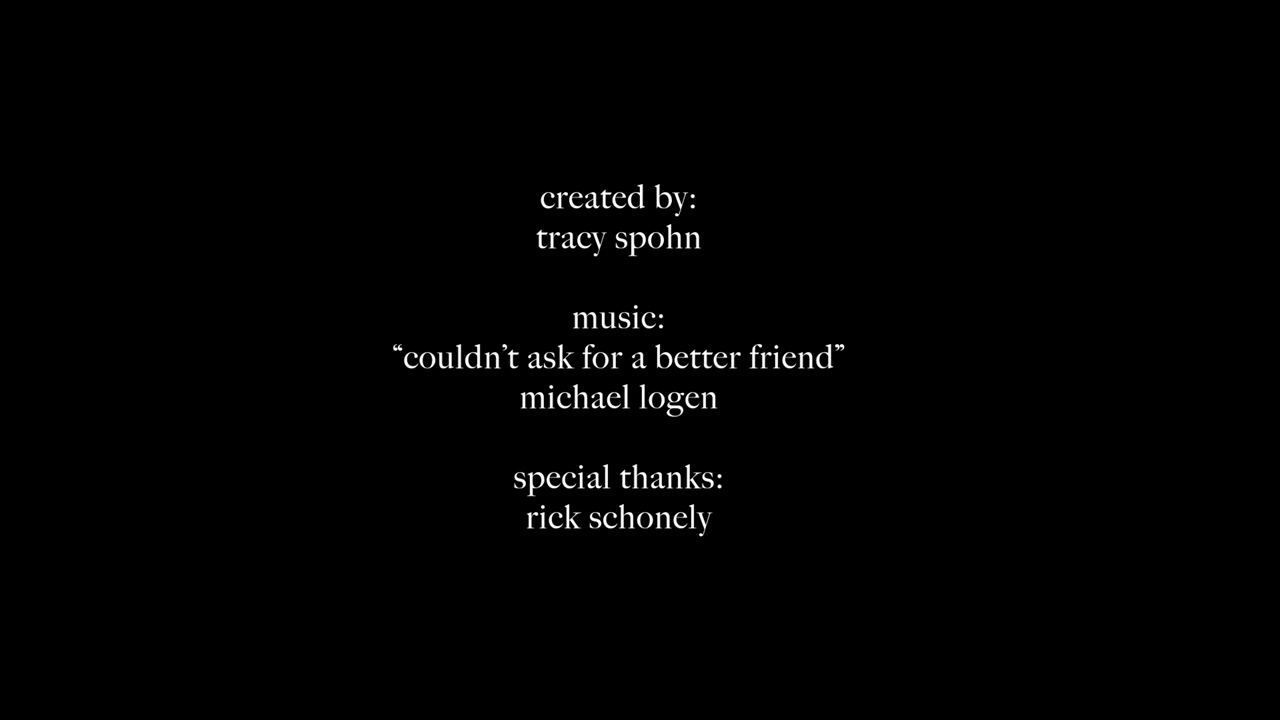 created by:
tracy spohn
music:
“couldn’t ask for a better friend”
michael logen
special thanks:
rick schonely